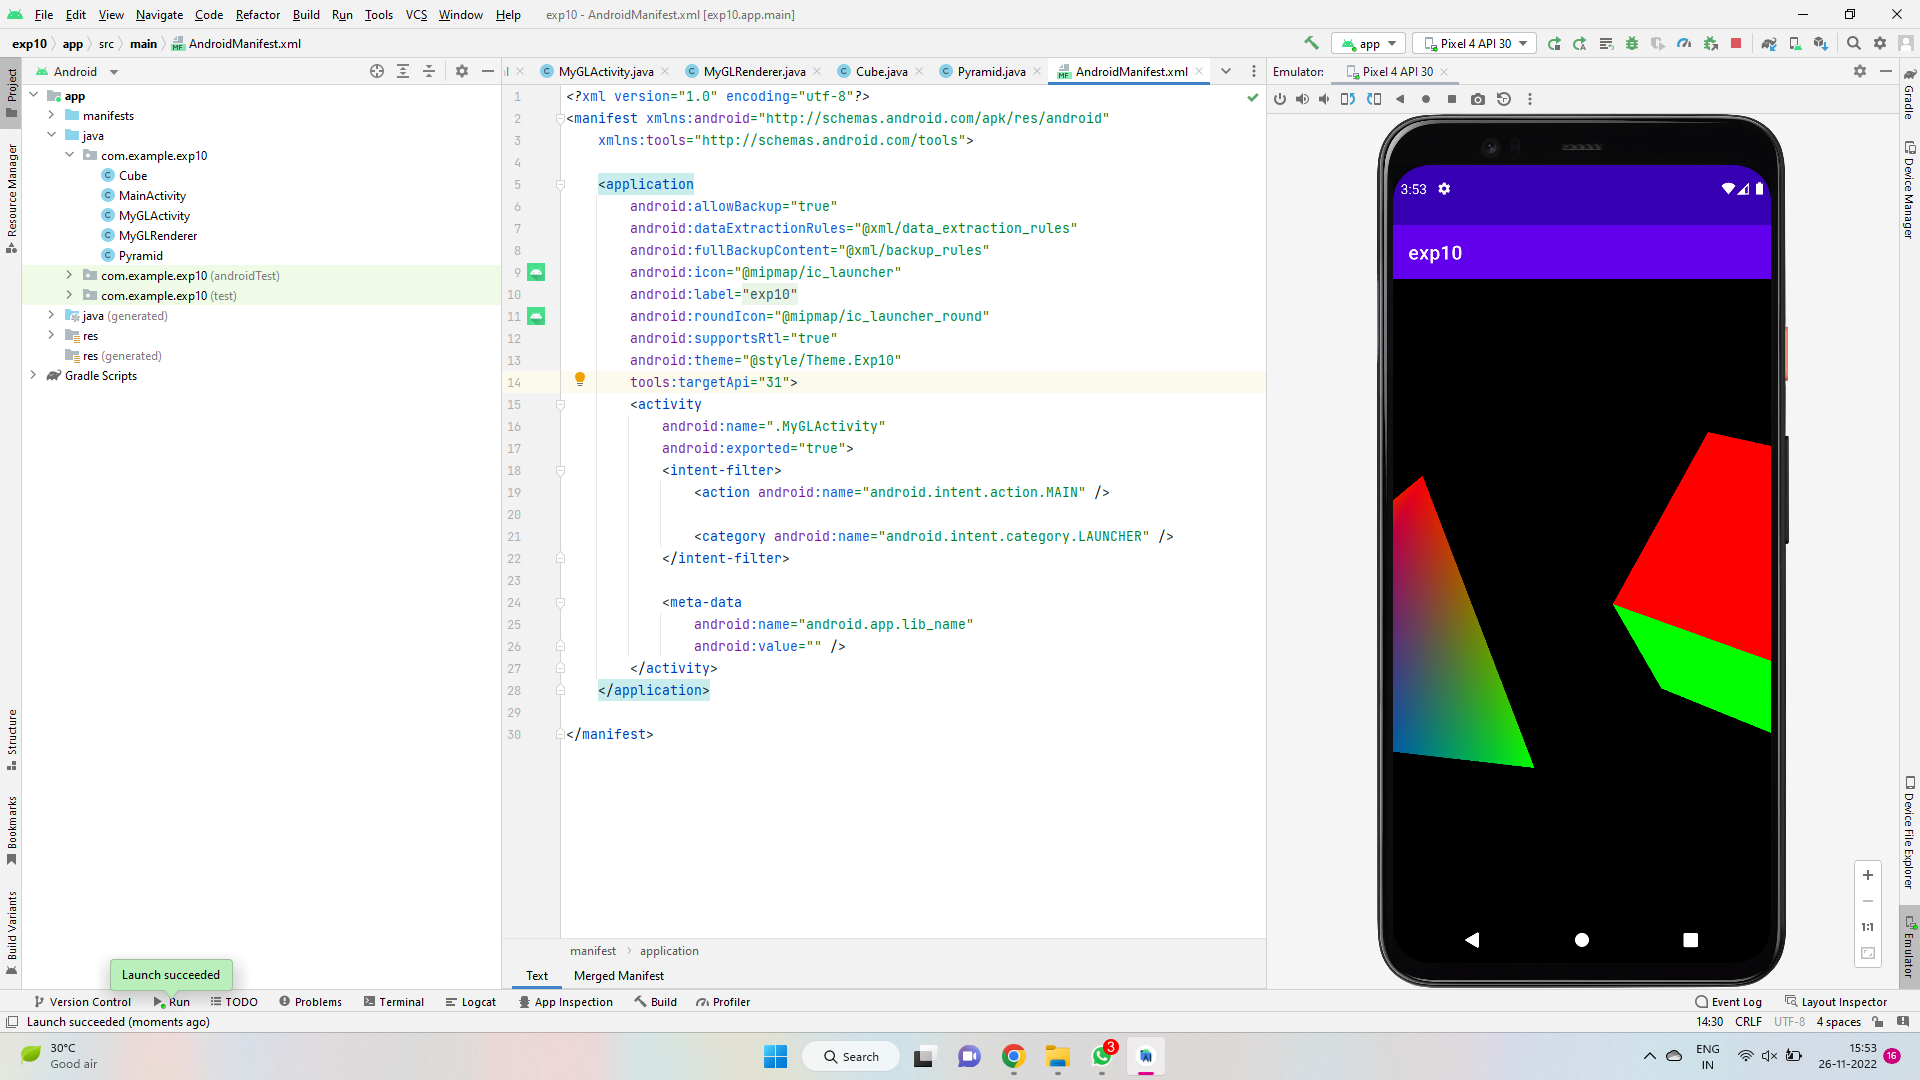 File Edit View Navigate Code Refactor Build Run Tools VCS Window Help exp10 - AndroidManifest.xml [exp10.app.main]
exp10 app src main AndroidManifest.xml app Pixel 4 API 30
Android
MyGLActivity.java MyGLRenderer.java Cube.java Pyramid.java AndroidManifest.xml
Emulator: Pixel 4 API 30
Project
Resource Manager
Structure
Bookmarks
Build Variants
app
manifests
java
com.example.exp10
Cube
MainActivity
MyGLActivity
MyGLRenderer
Pyramid
com.example.exp10 (androidTest)
com.example.exp10 (test)
java (generated)
res
res (generated)
Gradle Scripts
1 <?xml version="1.0" encoding="utf-8"?>
2 <manifest xmlns:android="http://schemas.android.com/apk/res/android"
3 xmlns:tools="http://schemas.android.com/tools">
4
5 <application
6 android:allowBackup="true"
7 android:dataExtractionRules="@xml/data_extraction_rules"
8 android:fullBackupContent="@xml/backup_rules"
9 android:icon="@mipmap/ic_launcher"
10 android:label="exp10"
11 android:roundIcon="@mipmap/ic_launcher_round"
12 android:supportsRtl="true"
13 android:theme="@style/Theme.Exp10"
14 tools:targetApi="31">
15 <activity
16 android:name=".MyGLActivity"
17 android:exported="true">
18 <intent-filter>
19 <action android:name="android.intent.action.MAIN" />
20
21 <category android:name="android.intent.category.LAUNCHER" />
22 </intent-filter>
23
24 <meta-data
25 android:name="android.app.lib_name"
26 android:value="" />
27 </activity>
28 </application>
29
30 </manifest>
manifest application
Text Merged Manifest
3:53
exp10
1:1
Gradle
Device Manager
Device File Explorer
Emulator
Launch succeeded
Version Control Run TODO Problems Terminal Logcat App Inspection Build Profiler Event Log Layout Inspector
Launch succeeded (moments ago) 14:30 CRLF UTF-8 4 spaces
30°C
Good air
Search
3
ENG
IN
15:53
26-11-2022
16